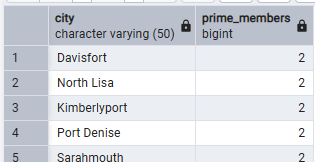 city prime_members
character varying (50) bigint
1 Davisfort 2
2 North Lisa 2
3 Kimberlyport 2
4 Port Denise 2
5 Sarahmouth 2